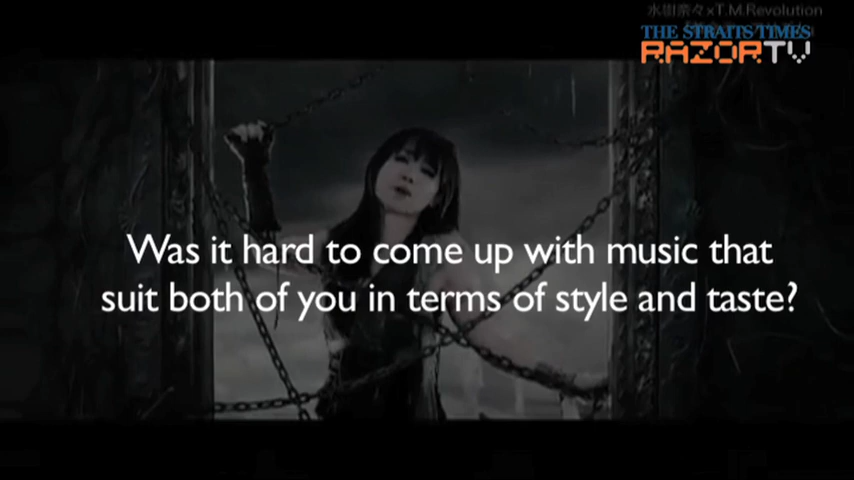 水樹奈々×T.M.Revolution
THE STRAITS TIMES
RAZORTV
Was it hard to come up with music that
suit both of you in terms of style and taste?